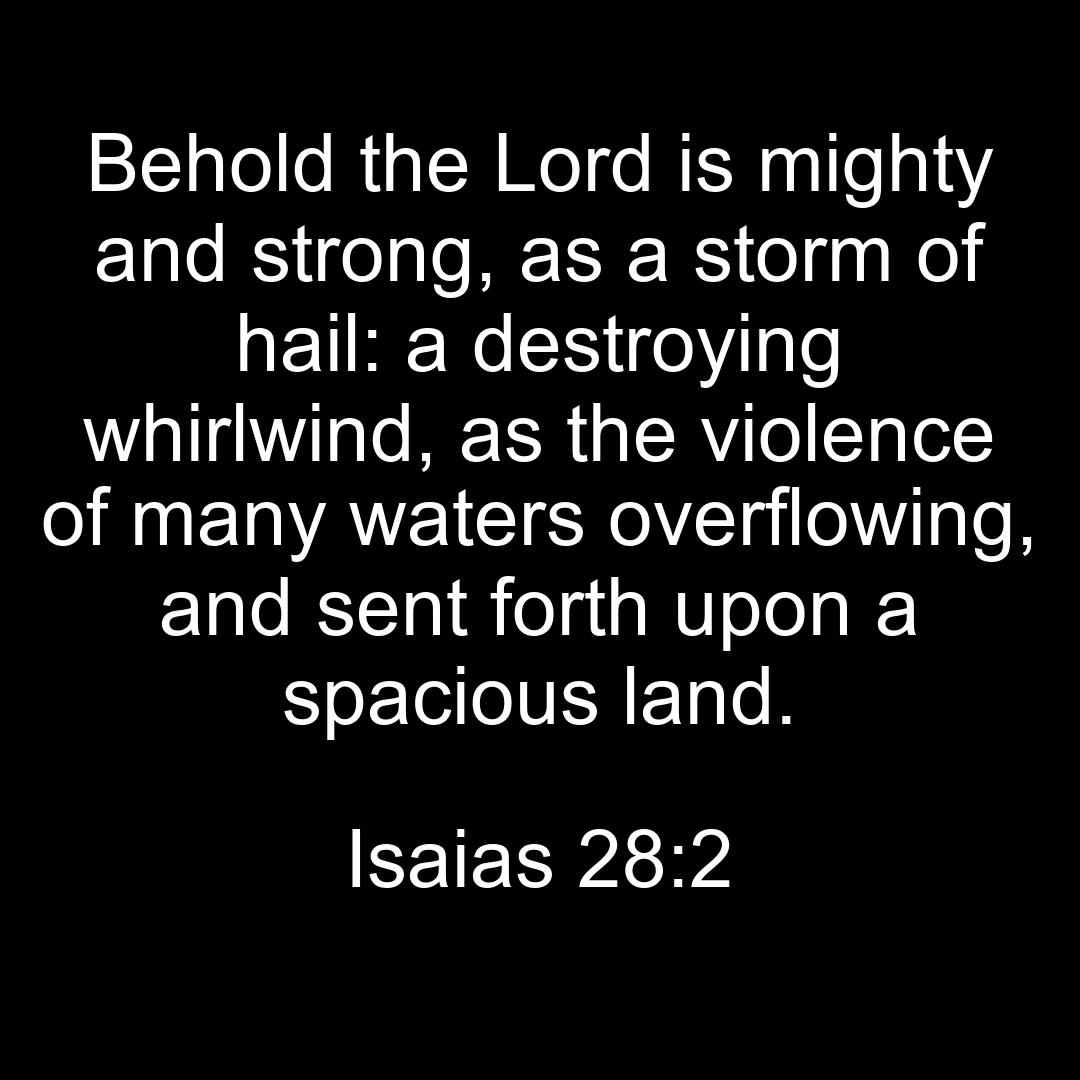 Behold the Lord is mighty
and strong, as a storm of
hail: a destroying
whirlwind, as the violence
of many waters overflowing,
and sent forth upon a
spacious land.
Isaias 28:2